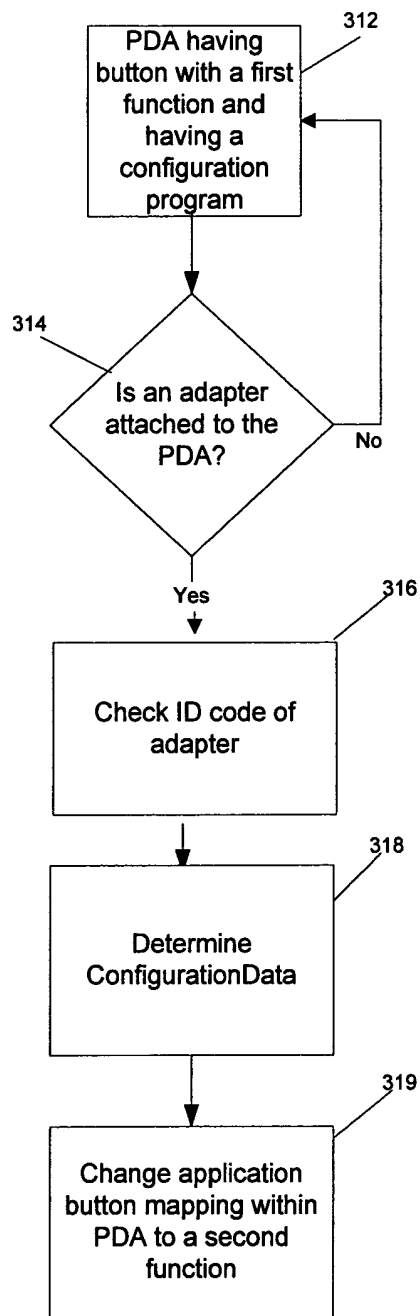 312
PDA having
button with a first
function and
having a
configuration
program
314
Is an adapter
attached to the
PDA?
No
Yes
316
Check ID code of
adapter
318
Determine
ConfigurationData
319
Change application
button mapping within
PDA to a second
function